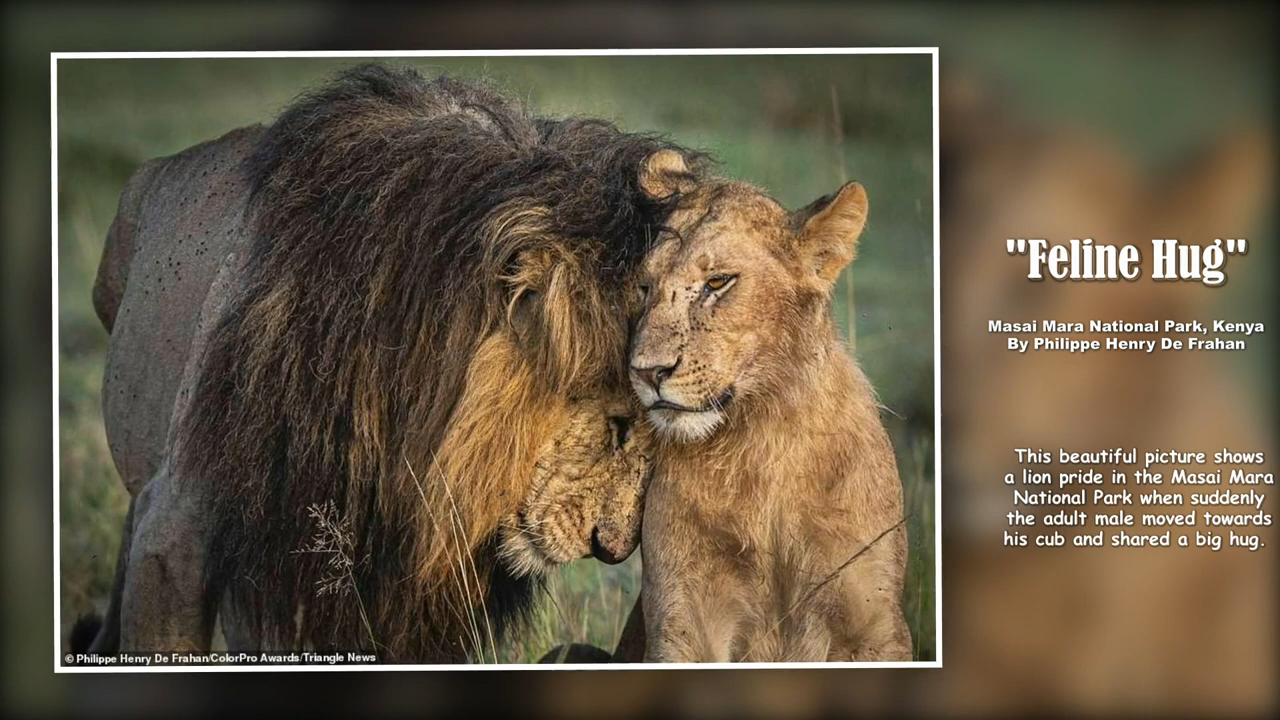 "Feline Hug"
Masai Mara National Park, Kenya
By Philippe Henry De Frahan
This beautiful picture shows
a lion pride in the Masai Mara
National Park when suddenly
the adult male moved towards
his cub and shared a big hug.
© Philippe Henry De Frahan/ColorPro Awards/Triangle News